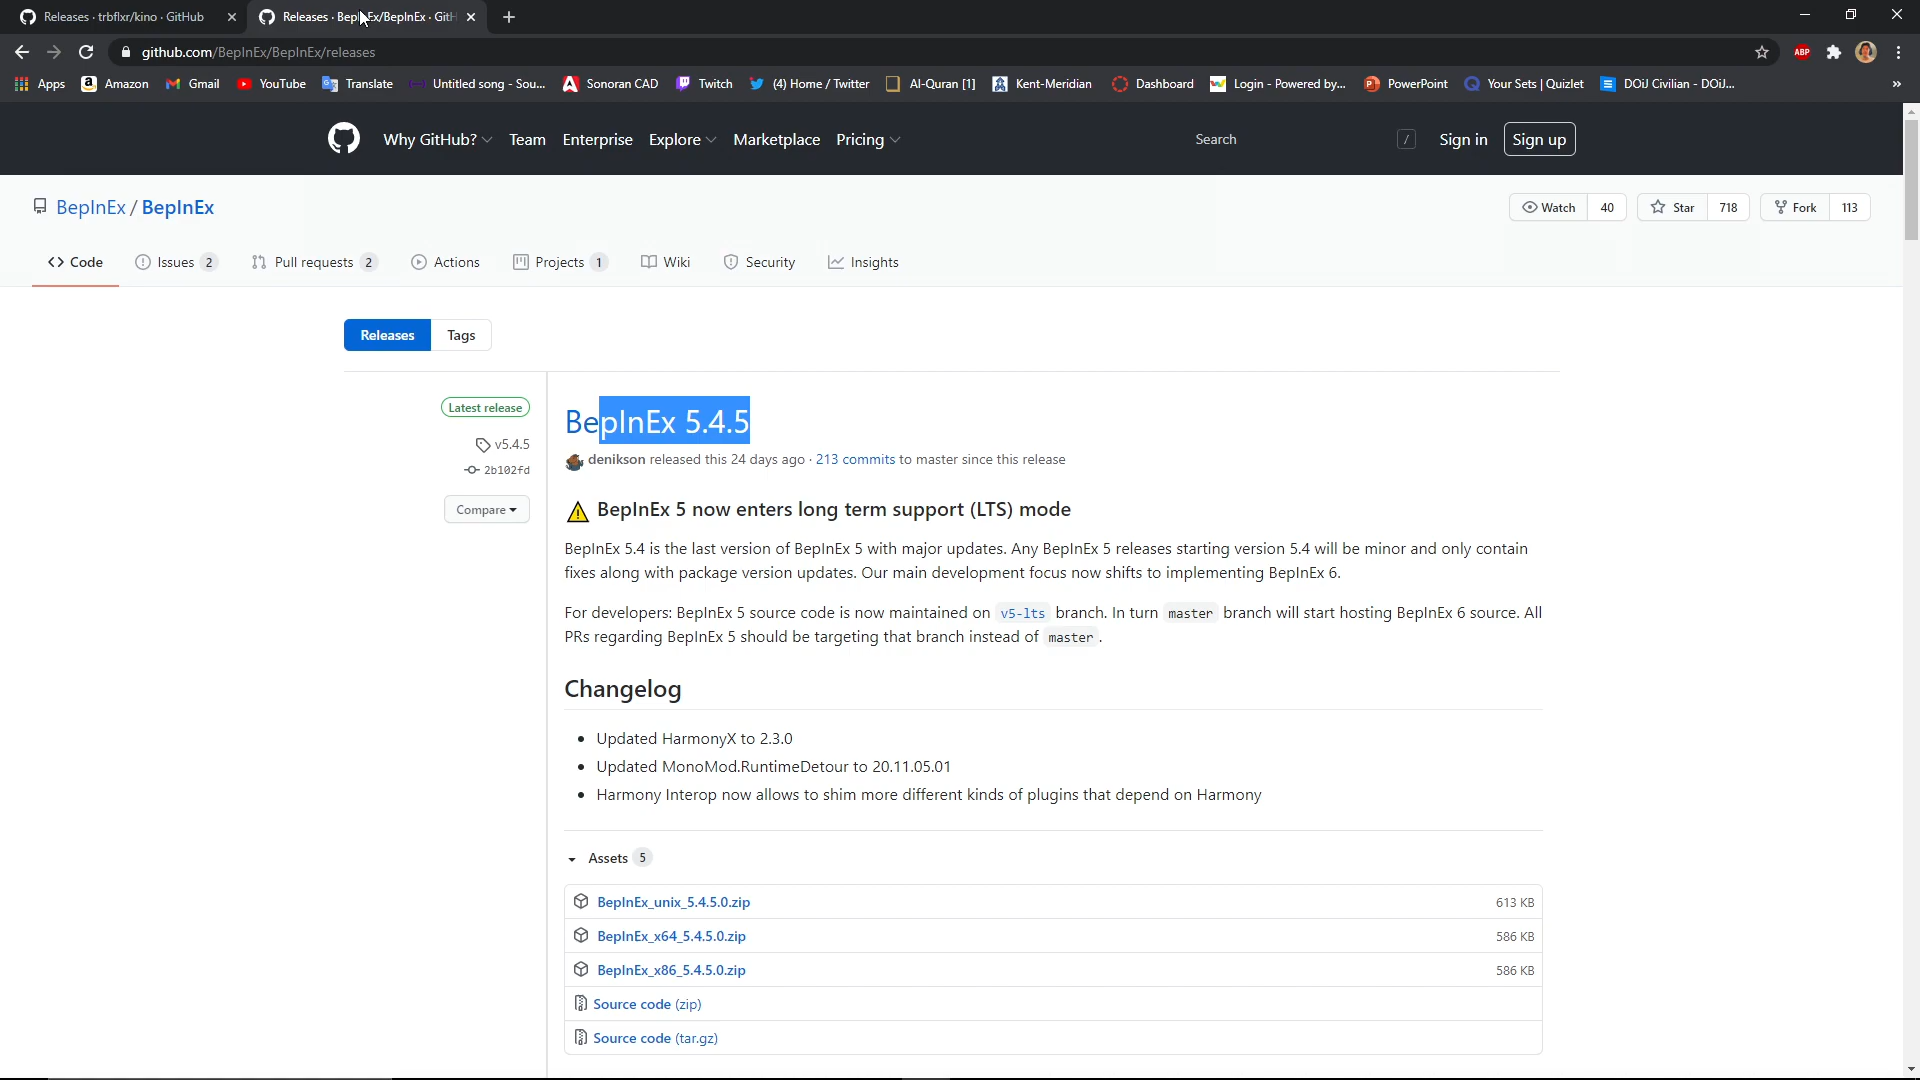 Releases · trbflxr/kino · GitHub
Releases · BepInEx/BepInEx · GitH
github.com/BepInEx/BepInEx/releases
ABP
Apps Amazon Gmail YouTube Translate Untitled song - Sou... Sonoran CAD Twitch (4) Home / Twitter Al-Quran [1] Kent-Meridian Dashboard Login - Powered by... PowerPoint Your Sets | Quizlet DOiJ Civilian - DOiJ... »
Why GitHub? Team Enterprise Explore Marketplace Pricing Search / Sign in Sign up
BepInEx / BepInEx Watch 40 Star 718 Fork 113
Code Issues 2 Pull requests 2 Actions Projects 1 Wiki Security Insights
Releases Tags
Latest release
v5.4.5
2b102fd
Compare
BepInEx 5.4.5
denikson released this 24 days ago · 213 commits to master since this release
BepInEx 5 now enters long term support (LTS) mode
BepInEx 5.4 is the last version of BepInEx 5 with major updates. Any BepInEx 5 releases starting version 5.4 will be minor and only contain
fixes along with package version updates. Our main development focus now shifts to implementing BepInEx 6.
For developers: BepInEx 5 source code is now maintained on v5-lts branch. In turn master branch will start hosting BepInEx 6 source. All
PRs regarding BepInEx 5 should be targeting that branch instead of master .
Changelog
• Updated HarmonyX to 2.3.0
• Updated MonoMod.RuntimeDetour to 20.11.05.01
• Harmony Interop now allows to shim more different kinds of plugins that depend on Harmony
Assets 5
BepInEx_unix_5.4.5.0.zip 613 KB
BepInEx_x64_5.4.5.0.zip 586 KB
BepInEx_x86_5.4.5.0.zip 586 KB
Source code (zip)
Source code (tar.gz)